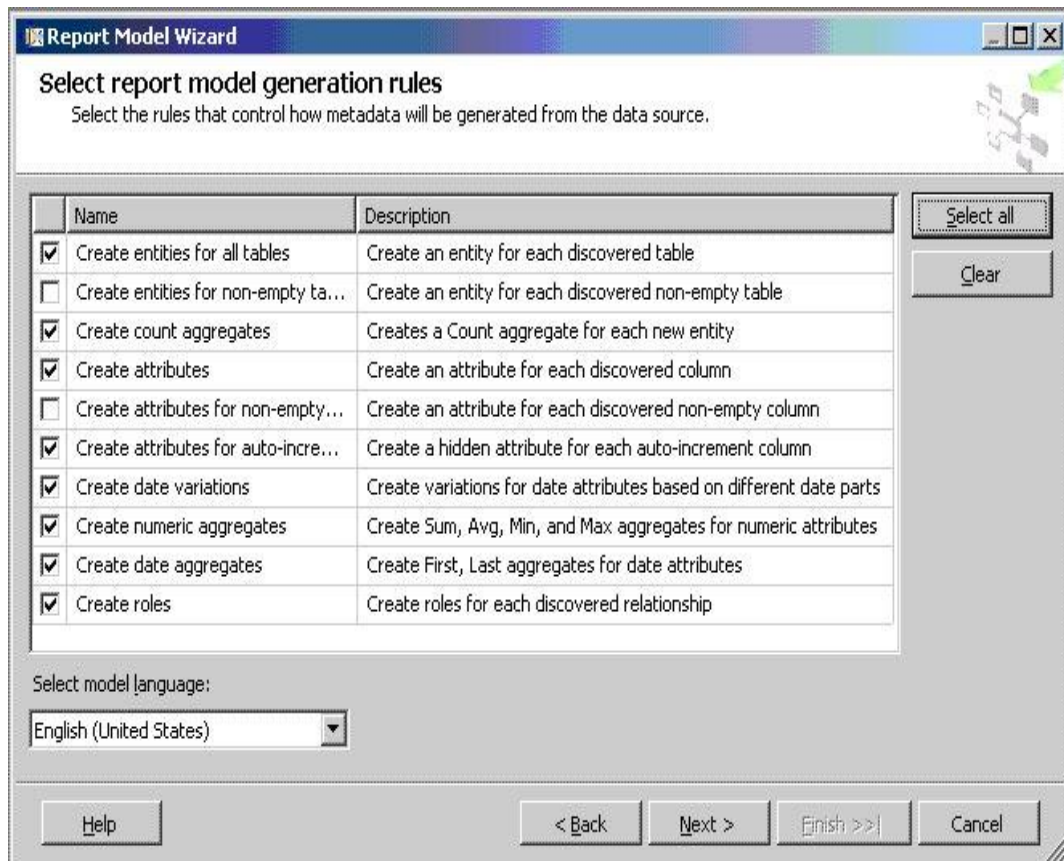 Report Model Wizard
Select report model generation rules
Select the rules that control how metadata will be generated from the data source.
Name Description
Create entities for all tables Create an entity for each discovered table
Create entities for non-empty ta... Create an entity for each discovered non-empty table
Create count aggregates Creates a Count aggregate for each new entity
Create attributes Create an attribute for each discovered column
Create attributes for non-empty... Create an attribute for each discovered non-empty column
Create attributes for auto-incre... Create a hidden attribute for each auto-increment column
Create date variations Create variations for date attributes based on different date parts
Create numeric aggregates Create Sum, Avg, Min, and Max aggregates for numeric attributes
Create date aggregates Create First, Last aggregates for date attributes
Create roles Create roles for each discovered relationship
Select all
Clear
Select model language:
English (United States)
Help < Back Next > Finish >>| Cancel